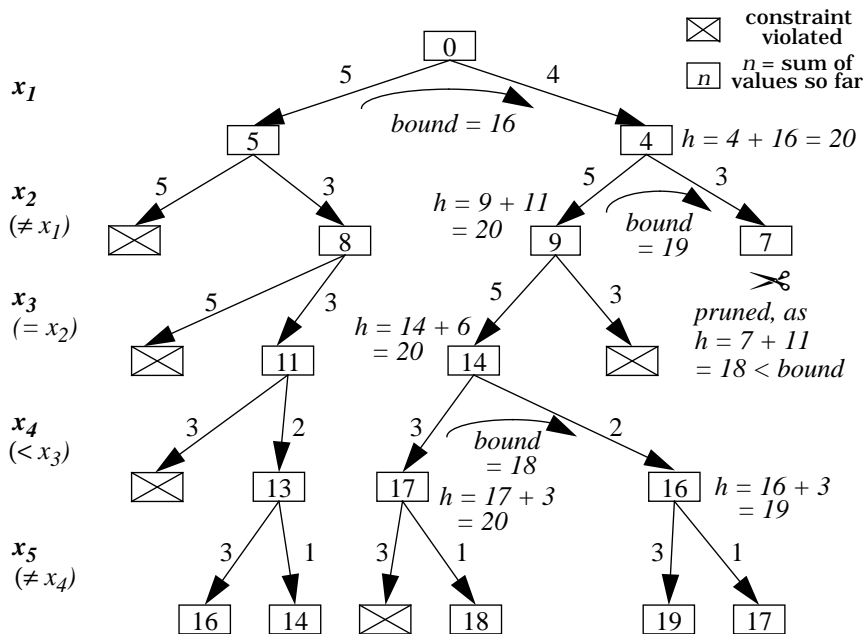 constraint
violated
n
n = sum of
values so far
0
x1
5
4
bound = 16
5
4
h = 4 + 16 = 20
x2
(≠ x1)
5
3
h = 9 + 11
= 20
5
bound
= 19
3
8
9
7
x3
(= x2)
5
3
h = 14 + 6
= 20
5
3
pruned, as
h = 7 + 11
= 18 < bound
11
14
x4
(< x3)
3
2
3
bound
= 18
2
13
17
h = 17 + 3
= 20
16
h = 16 + 3
= 19
x5
(≠ x4)
3
1
3
1
3
1
16
14
18
19
17